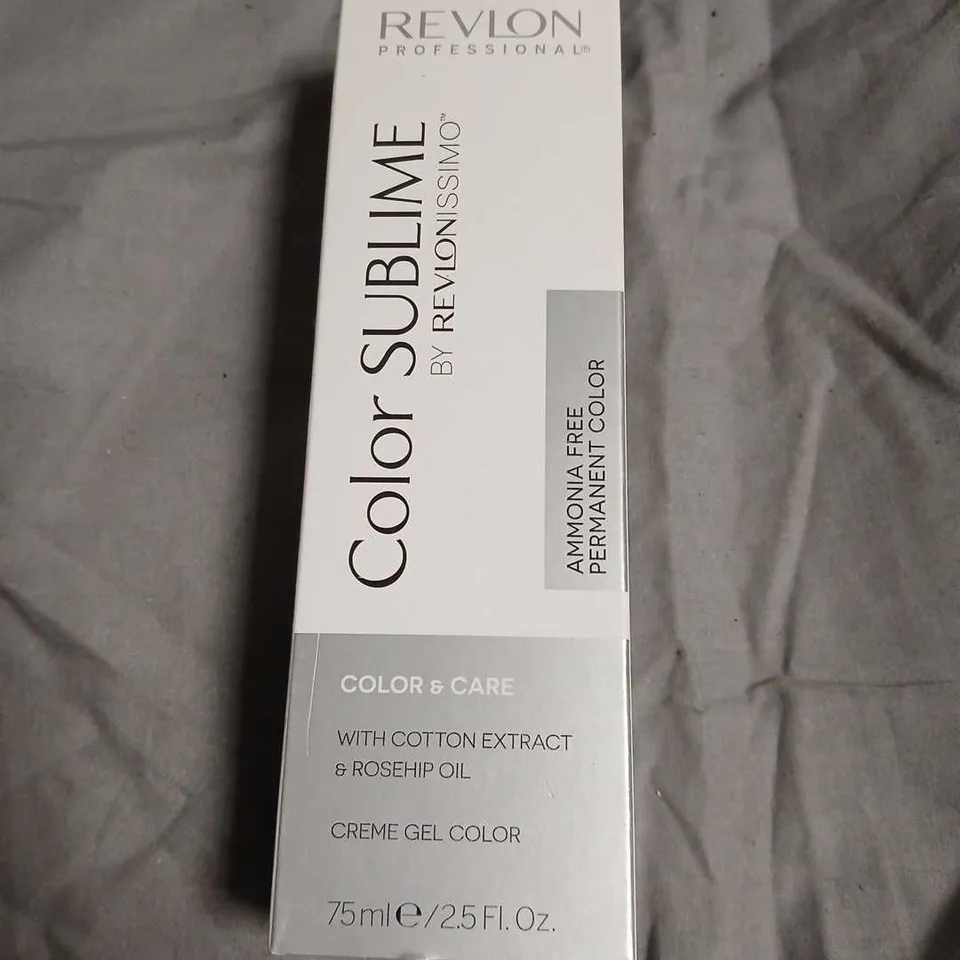 REVLON
PROFESSIONAL®
Color SUBLIME
BY REVLONISSIMO™
AMMONIA FREE
PERMANENT COLOR
COLOR & CARE
WITH COTTON EXTRACT
& ROSEHIP OIL
CREME GEL COLOR
75ml℮/2.5 Fl. Oz.